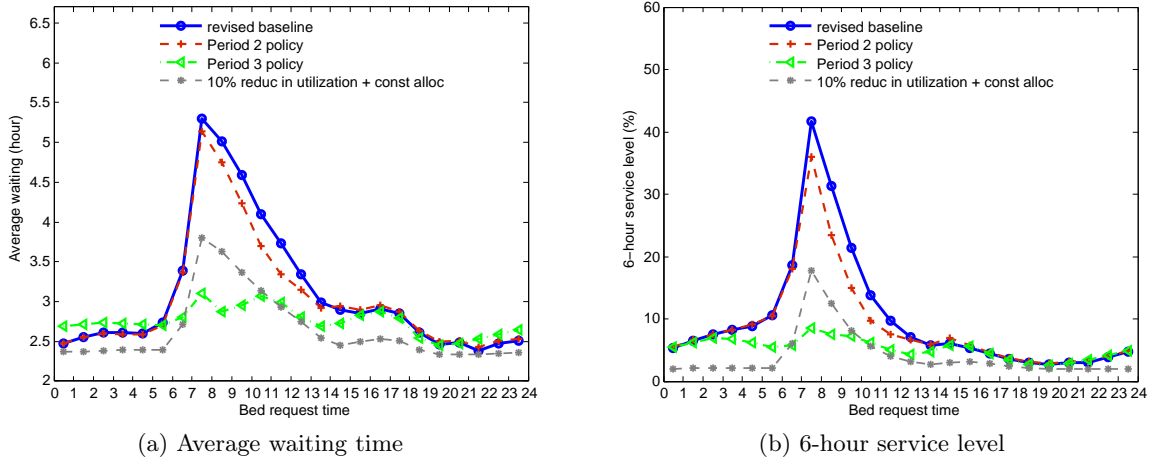 6.5
6
5.5
5
4.5
4
3.5
3
2.5
2
Average waiting (hour)
revised baseline
Period 2 policy
Period 3 policy
10% reduc in utilization + const alloc
0 1 2 3 4 5 6 7 8 9 10 11 12 13 14 15 16 17 18 19 20 21 22 23 24
Bed request time
(a) Average waiting time
60
50
40
30
20
10
0
6−hour service level (%)
revised baseline
Period 2 policy
Period 3 policy
10% reduc in utilization + const alloc
0 1 2 3 4 5 6 7 8 9 10 11 12 13 14 15 16 17 18 19 20 21 22 23 24
Bed request time
(b) 6-hour service level